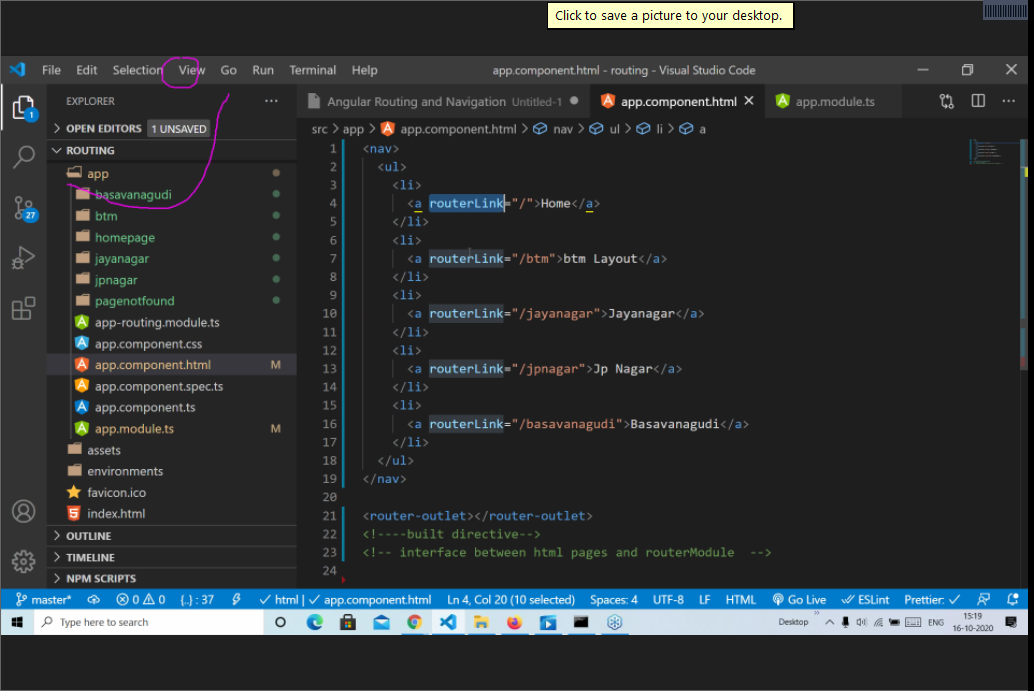 Click to save a picture to your desktop.
File Edit Selection View Go Run Terminal Help app.component.html - routing - Visual Studio Code
EXPLORER
Angular Routing and Navigation Untitled-1
app.component.html
app.module.ts
1
OPEN EDITORS 1 UNSAVED
src > app > app.component.html > nav > ul > li > a
ROUTING
app
basavanagudi
btm
homepage
jayanagar
jpnagar
pagenotfound
app-routing.module.ts
app.component.css
app.component.html M
app.component.spec.ts
app.component.ts
app.module.ts M
assets
environments
favicon.ico
index.html
OUTLINE
TIMELINE
NPM SCRIPTS
27
1 <nav>
2 <ul>
3 <li>
4 <a routerLink="/">Home</a>
5 </li>
6 <li>
7 <a routerLink="/btm">btm Layout</a>
8 </li>
9 <li>
10 <a routerLink="/jayanagar">Jayanagar</a>
11 </li>
12 <li>
13 <a routerLink="/jpnagar">Jp Nagar</a>
14 </li>
15 <li>
16 <a routerLink="/basavanagudi">Basavanagudi</a>
17 </li>
18 </ul>
19 </nav>
20
21 <router-outlet></router-outlet>
22 <!----built directive-->
23 <!-- interface between html pages and routerModule -->
24
master* 0 0 {..} : 37 html | app.component.html Ln 4, Col 20 (10 selected) Spaces: 4 UTF-8 LF HTML Go Live ESLint Prettier:
Type here to search
Desktop ENG 15:19
16-10-2020